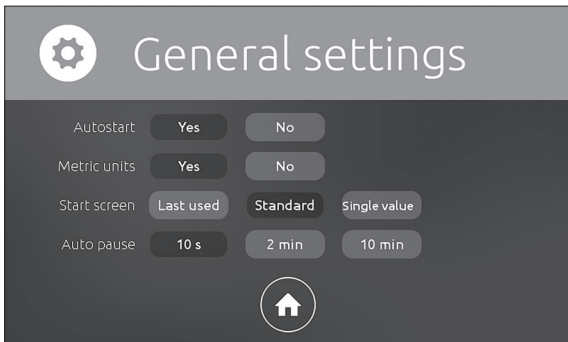 General settings
Autostart Yes No
Metric units Yes No
Start screen Last used Standard Single value
Auto pause 10 s 2 min 10 min